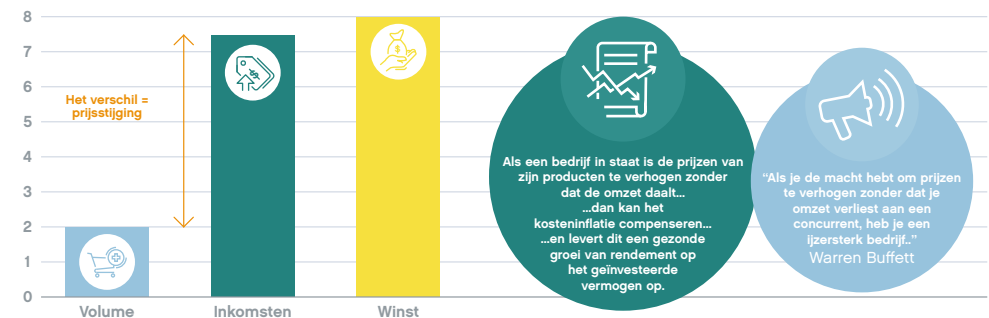 8
7
6
5
4
3
2
1
0
Het verschil =
prijsstijging
$
$
Volume
Inkomsten
Winst
Als een bedrijf in staat is de prijzen van
zijn producten te verhogen zonder
dat de omzet daalt...
...dan kan het
kosteninflatie compenseren...
...en levert dit een gezonde
groei van rendement op
het geïnvesteerde
vermogen op.
“Als je de macht hebt om prijzen
te verhogen zonder dat je
omzet verliest aan een
concurrent, heb je een
ijzersterk bedrijf..”
Warren Buffett